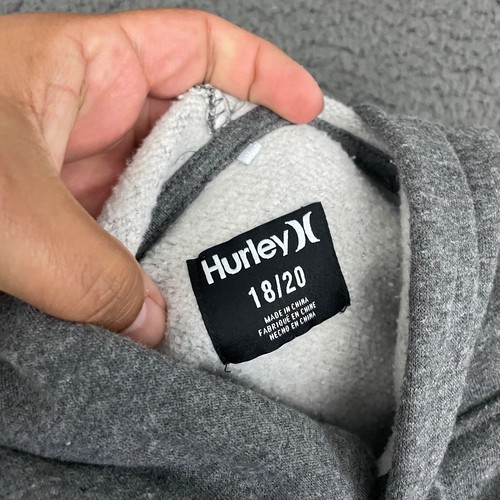 Hurley
18/20
MADE IN CHINA
FABRIQUÉ EN CHINE
HECHO EN CHINA